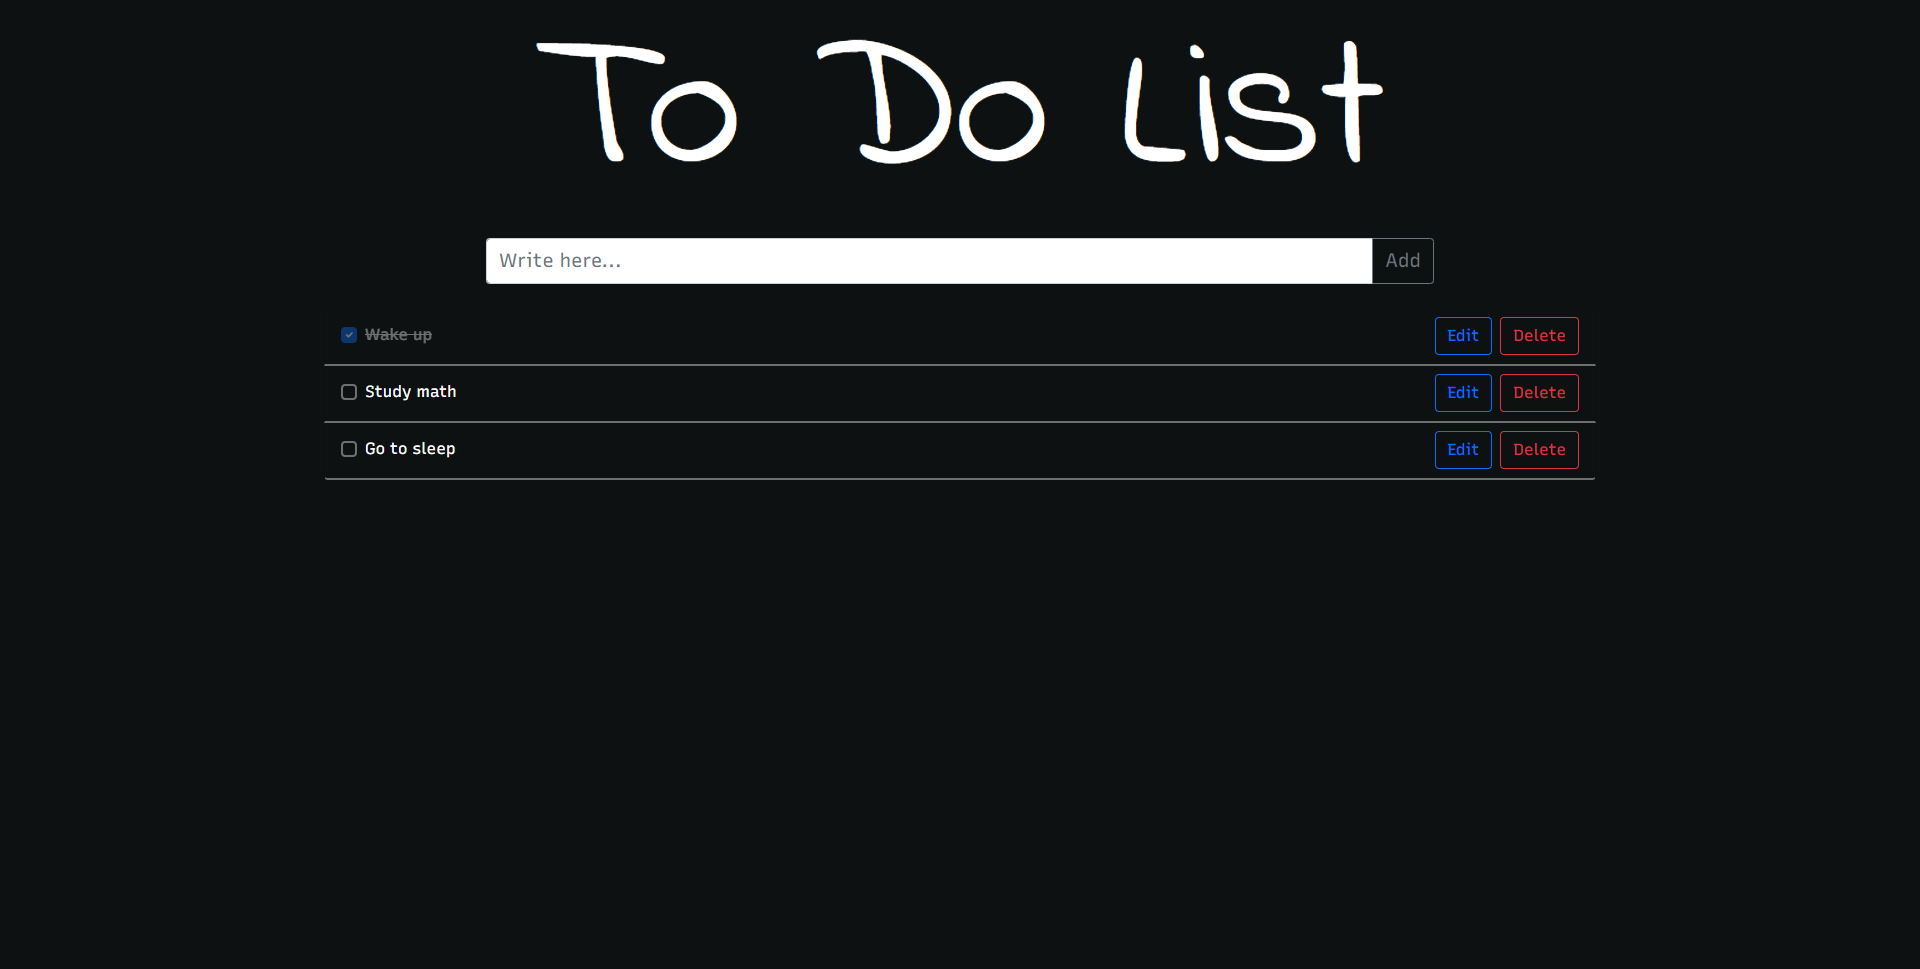 To Do List
Write here... Add
Wake up Edit Delete
Study math Edit Delete
Go to sleep Edit Delete